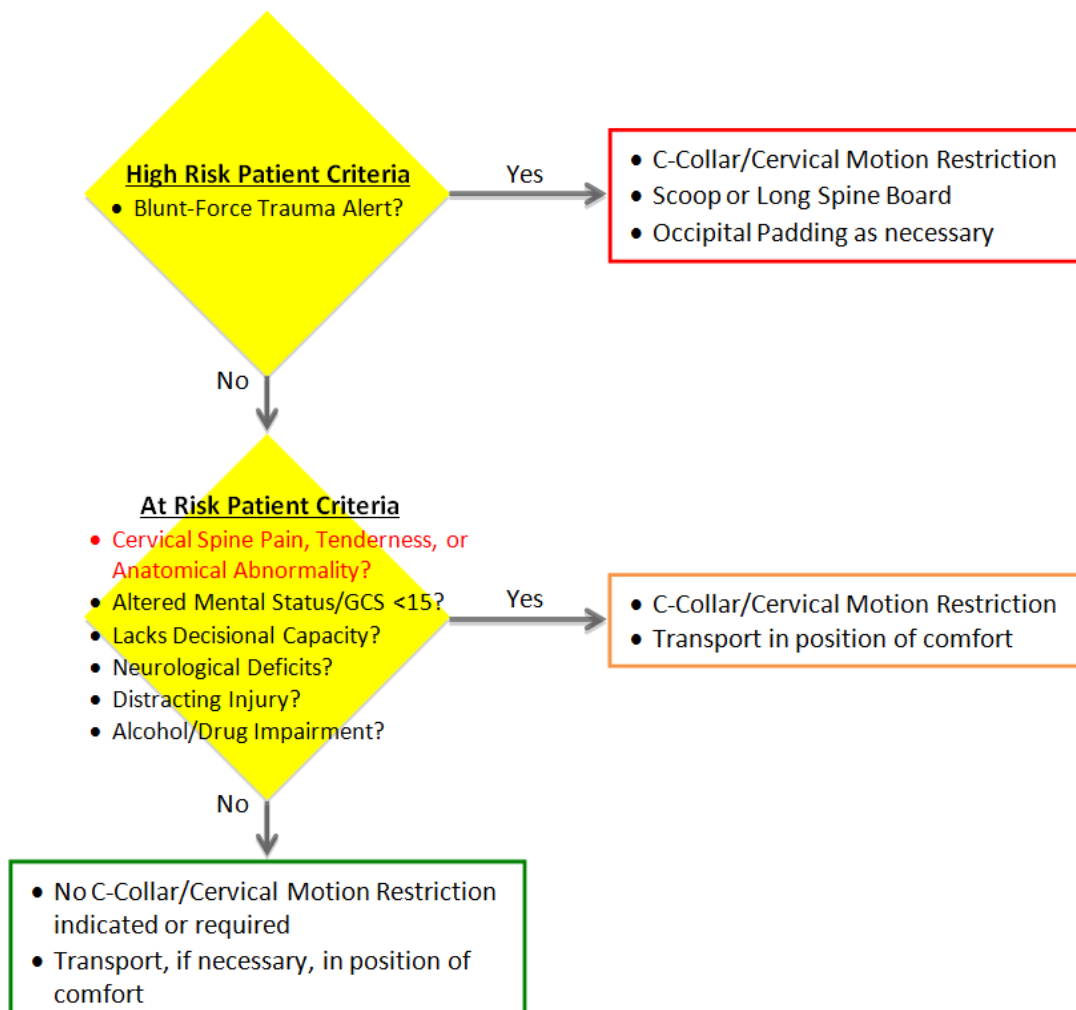 High Risk Patient Criteria
• Blunt-Force Trauma Alert?
Yes
• C-Collar/Cervical Motion Restriction
• Scoop or Long Spine Board
• Occipital Padding as necessary
No
At Risk Patient Criteria
• Cervical Spine Pain, Tenderness, or
Anatomical Abnormality?
• Altered Mental Status/GCS <15?
• Lacks Decisional Capacity?
• Neurological Deficits?
• Distracting Injury?
• Alcohol/Drug Impairment?
Yes
• C-Collar/Cervical Motion Restriction
• Transport in position of comfort
No
• No C-Collar/Cervical Motion Restriction
indicated or required
• Transport, if necessary, in position of
comfort